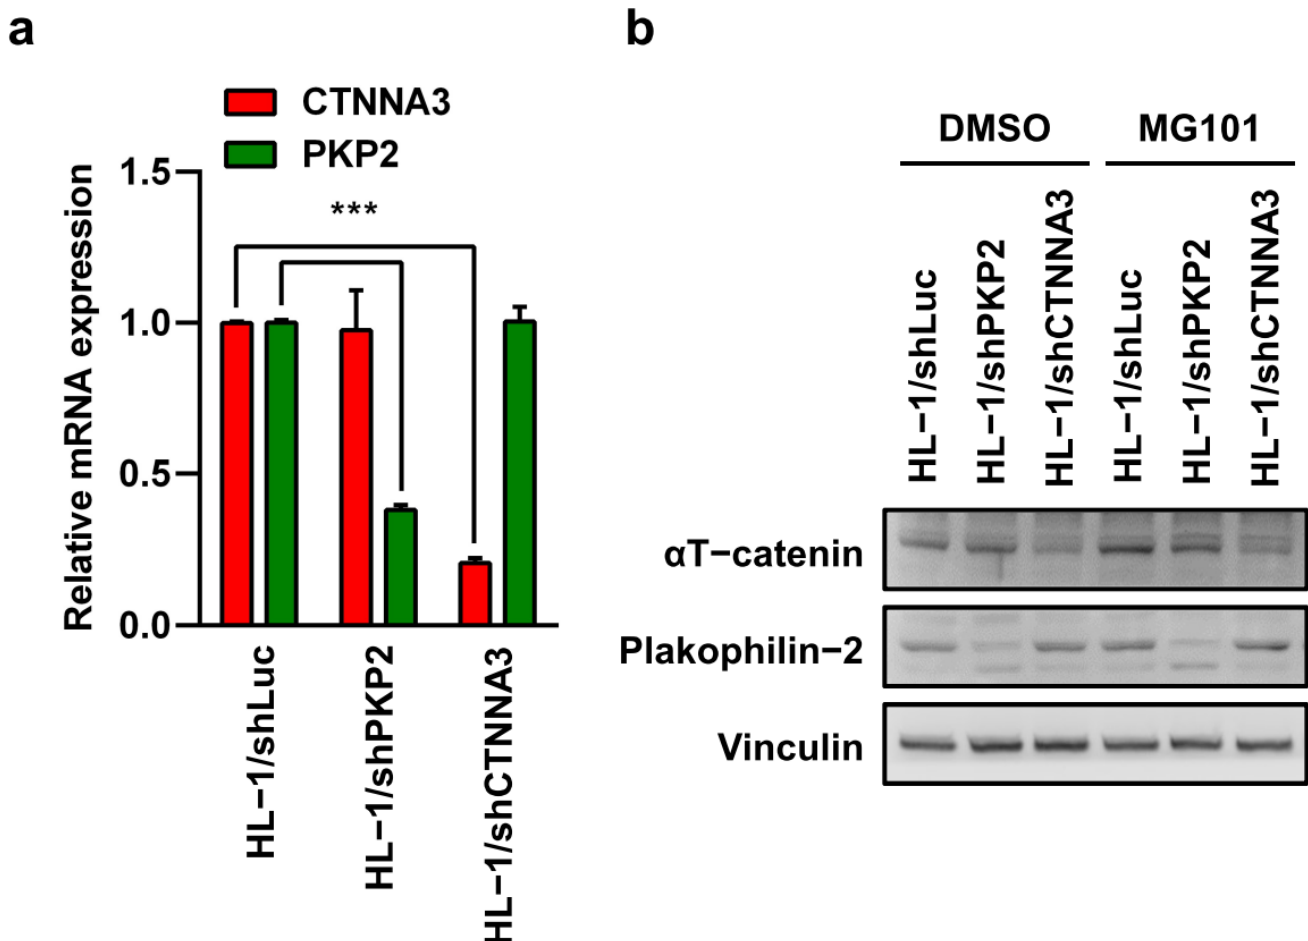 a
CTNNA3
PKP2
Relative mRNA expression
1.5
1.0
0.5
0.0
***
HL−1/shLuc
HL−1/shPKP2
HL−1/shCTNNA3
b
DMSO
MG101
HL−1/shLuc
HL−1/shPKP2
HL−1/shCTNNA3
HL−1/shLuc
HL−1/shPKP2
HL−1/shCTNNA3
αT−catenin
Plakophilin−2
Vinculin